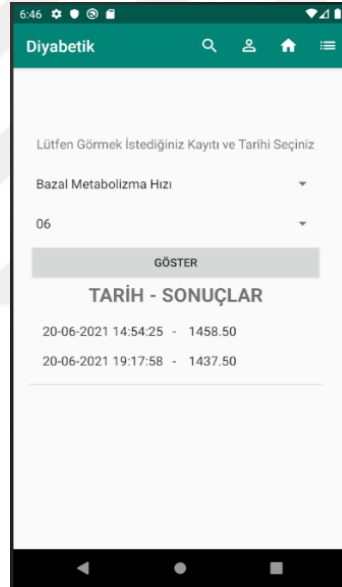 6:46
Diyabetik
Lütfen Görmek İstediğiniz Kayıtı ve Tarihi Seçiniz
Bazal Metabolizma Hızı
06
GÖSTER
TARİH - SONUÇLAR
20-06-2021 14:54:25 - 1458.50
20-06-2021 19:17:58 - 1437.50